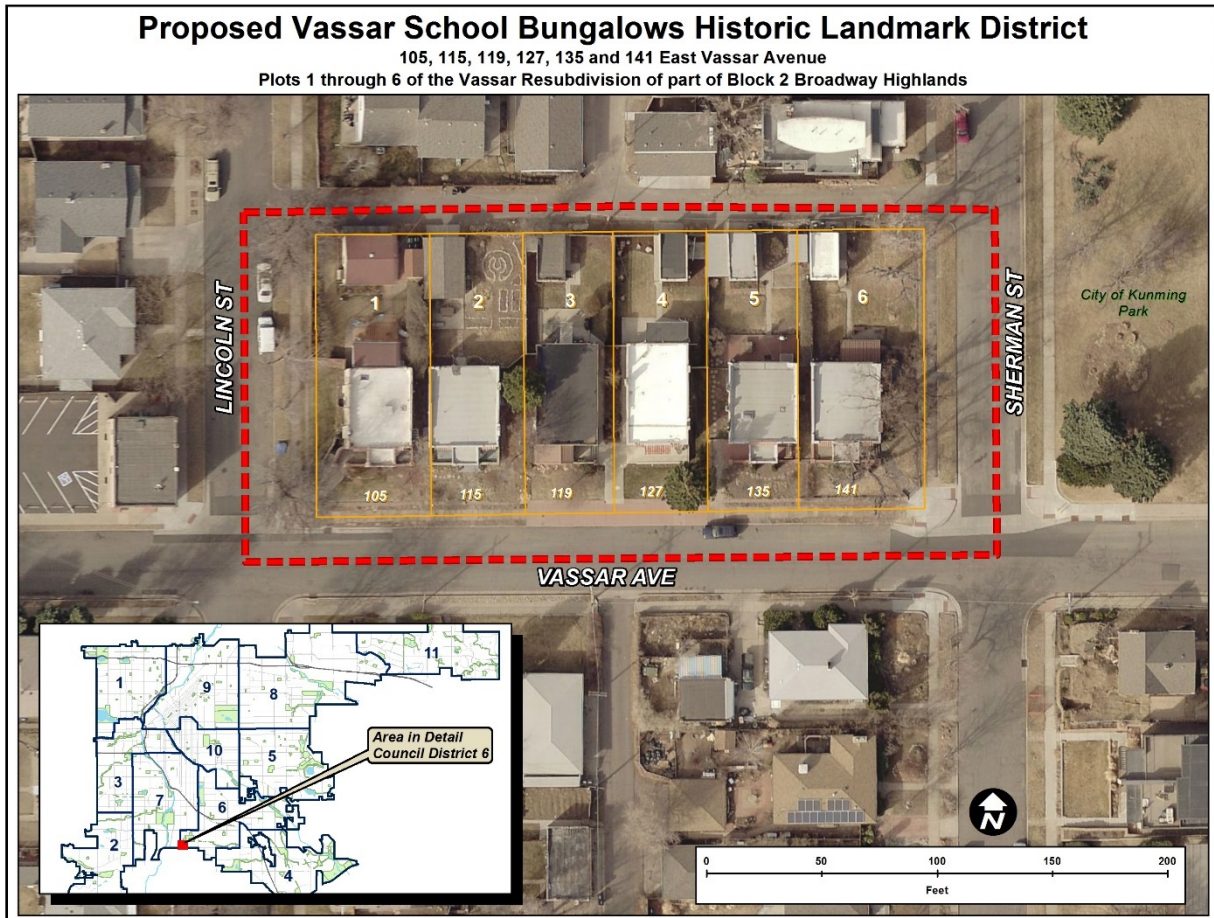 Proposed Vassar School Bungalows Historic Landmark District
105, 115, 119, 127, 135 and 141 East Vassar Avenue
Plots 1 through 6 of the Vassar Resubdivision of part of Block 2 Broadway Highlands
LINCOLN ST
1
2
3
4
5
6
City of Kunming
Park
SHERMAN ST
105
115
119
127
135
141
VASSAR AVE
11
1
9
8
10
5
3
7
6
2
4
Area in Detail
Council District 6
N
0
50
100
150
200
Feet